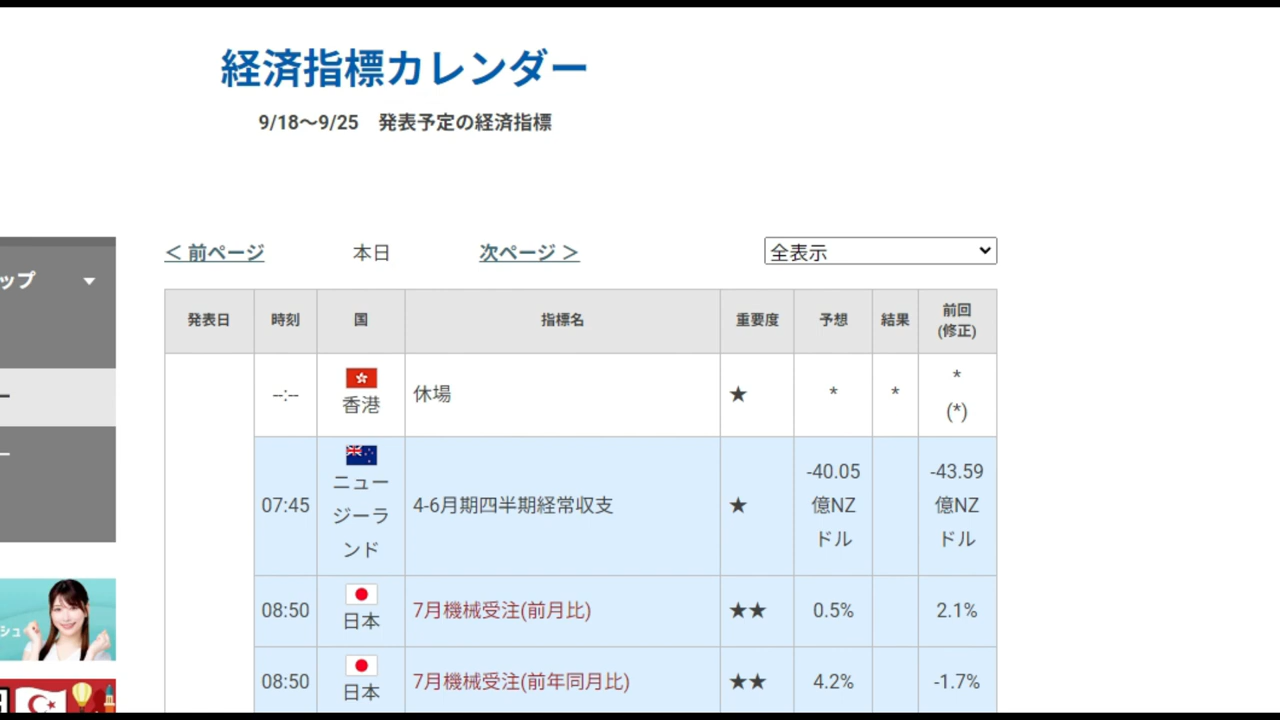 経済指標カレンダー
9/18～9/25 発表予定の経済指標
＜ 前ページ 本日 次ページ ＞ 全表示
ップ
発表日 時刻 国 指標名 重要度 予想 結果 前回
(修正)
--:-- 香港 休場 ★ * * *
(*)
07:45 ニュー
ジーラ
ンド 4-6月期四半期経常収支 ★ -40.05
億NZ
ドル -43.59
億NZ
ドル
08:50 日本 7月機械受注(前月比) ★★ 0.5% 2.1%
シュ
08:50 日本 7月機械受注(前年同月比) ★★ 4.2% -1.7%